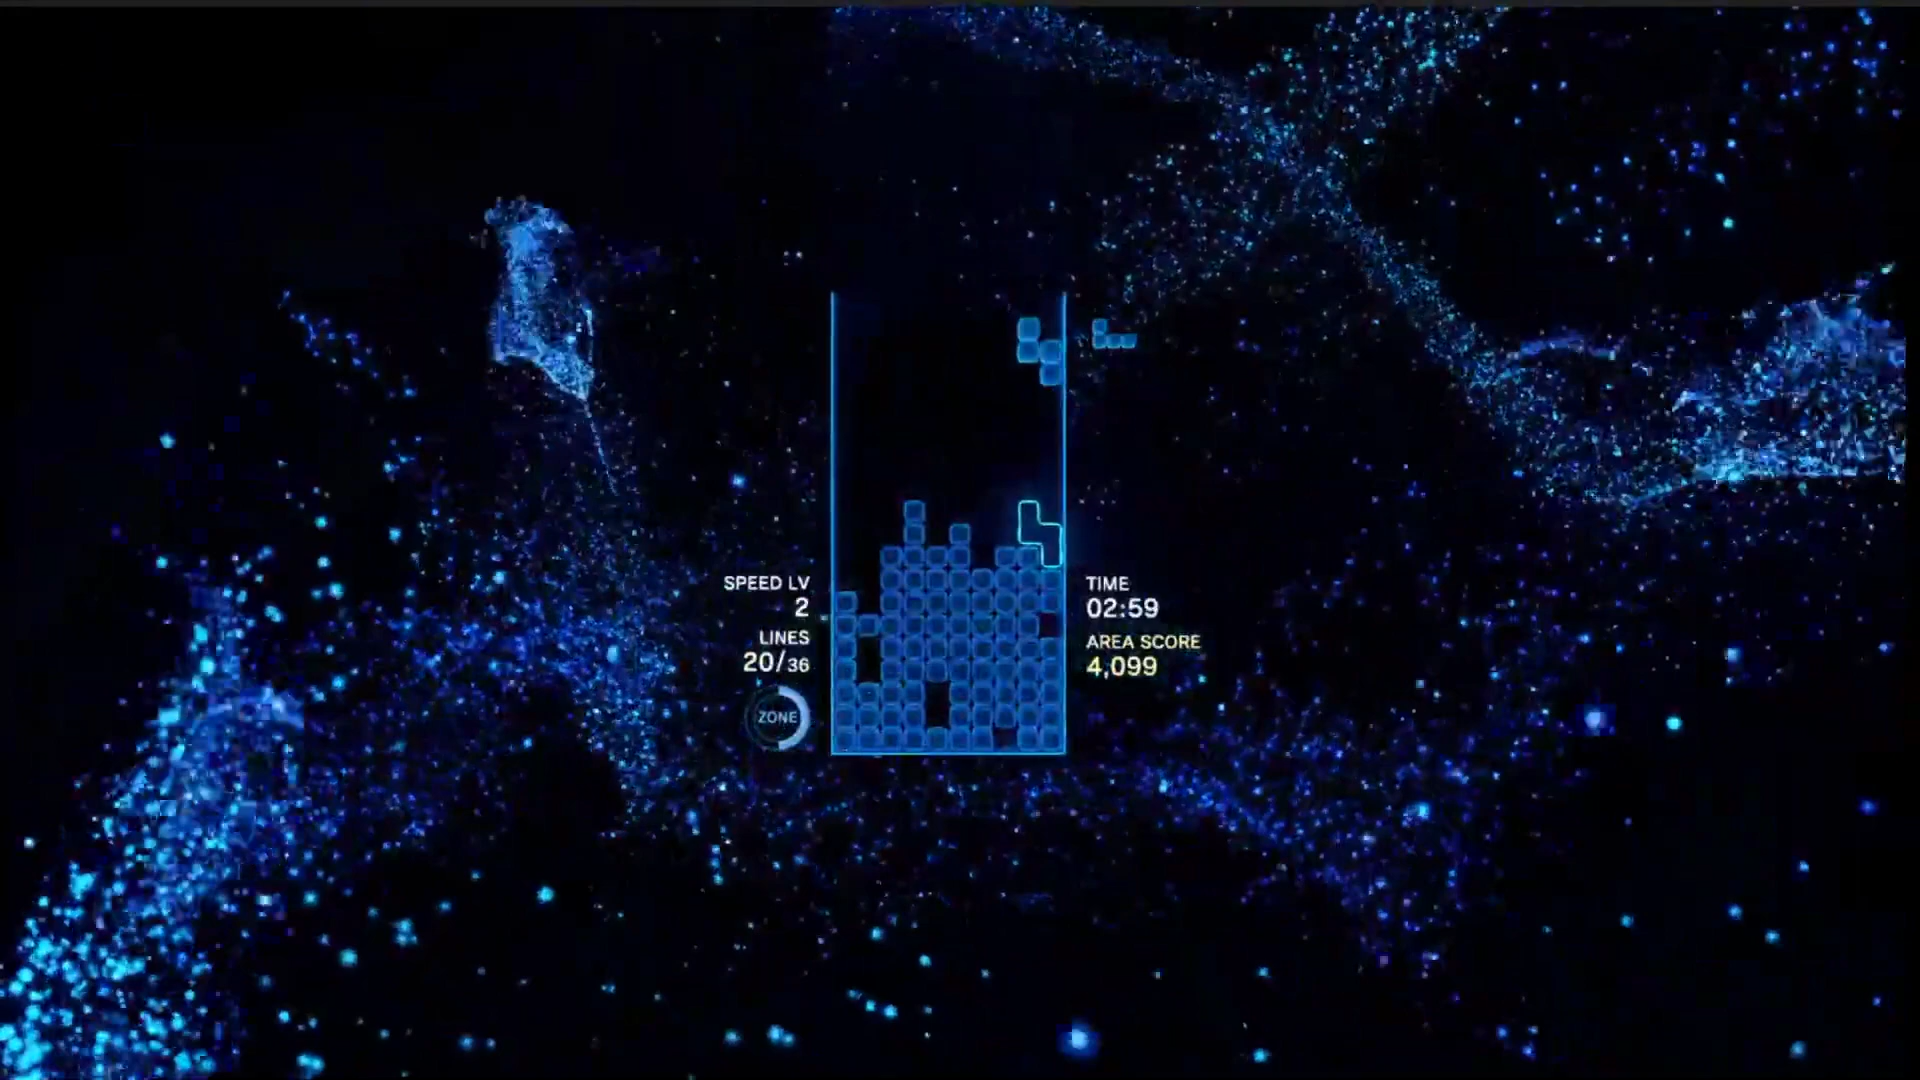 SPEED LV
2
LINES
20/36
ZONE
TIME
02:59
AREA SCORE
4,099